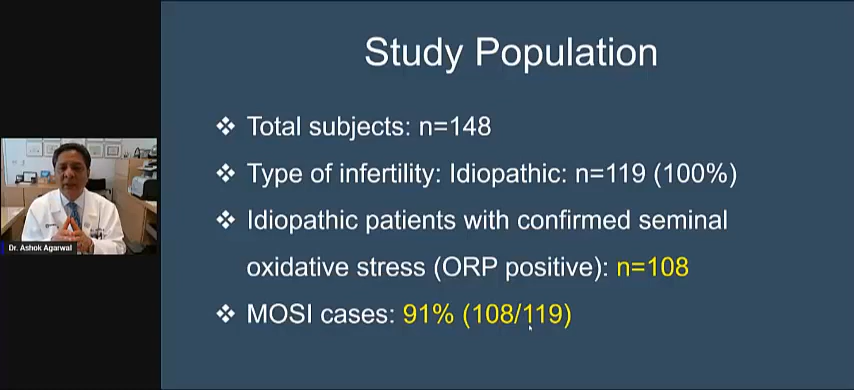 Study Population
❖ Total subjects: n=148
❖ Type of infertility: Idiopathic: n=119 (100%)
❖ Idiopathic patients with confirmed seminal
oxidative stress (ORP positive): n=108
❖ MOSI cases: 91% (108/119)
Dr. Ashok Agarwal